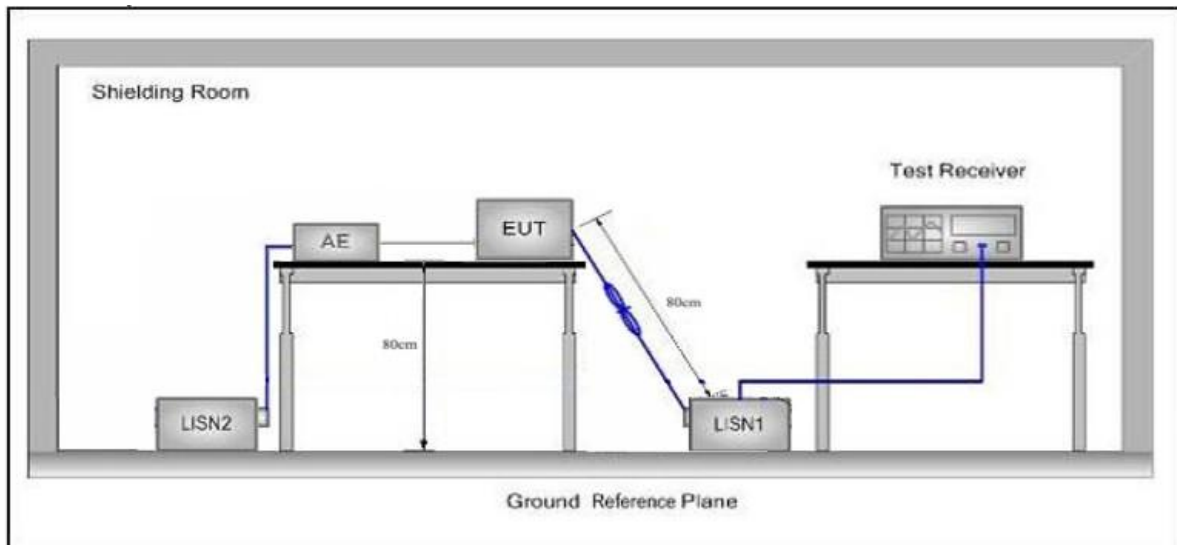 Shielding Room
Test Receiver
AE
EUT
80cm
80cm
LISN2
LISN1
Ground Reference Plane